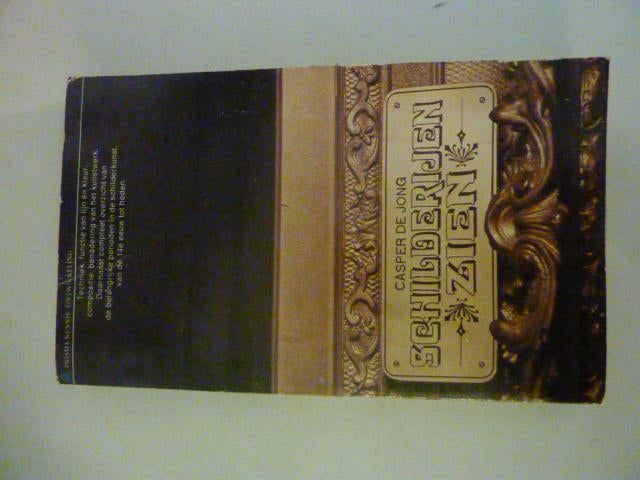 PRISMA KENNIS/ONTWIKKELING
Techniek, functie van lijn en kleur,
compositie, benadering van het kunstwerk.
Daarnaast compleet overzicht van
de belangrijke perioden in de schilderkunst,
van de 14e eeuw tot heden.
CASPER DE JONG
SCHILDERIJEN
ZIEN